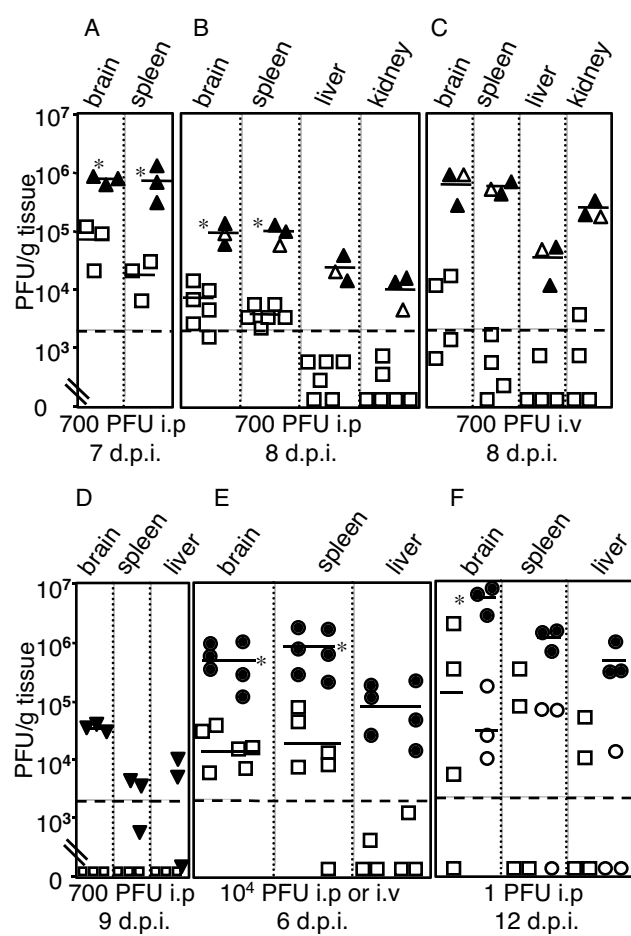 A B C
brain spleen brain spleen liver kidney brain spleen liver kidney
10⁷
10⁶
10⁵
10⁴
10³
0
PFU/g tissue
* * * *
700 PFU i.p 700 PFU i.p 700 PFU i.v
7 d.p.i. 8 d.p.i. 8 d.p.i.
D E F
brain spleen liver brain spleen liver brain spleen liver
10⁷
10⁶
10⁵
10⁴
10³
0
PFU/g tissue
* * *
700 PFU i.p 10⁴ PFU i.p or i.v 1 PFU i.p
9 d.p.i. 6 d.p.i. 12 d.p.i.